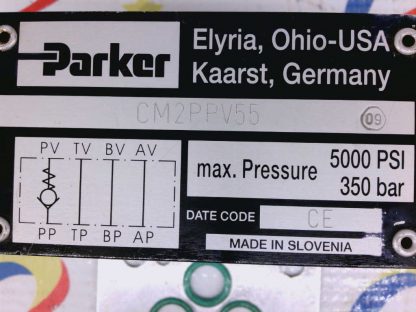 Parker
Elyria, Ohio-USA
Kaarst, Germany
CM2PPV55
09
PV TV BV AV
PP TP BP AP
max. Pressure
5000 PSI
350 bar
DATE CODE CE
MADE IN SLOVENIA